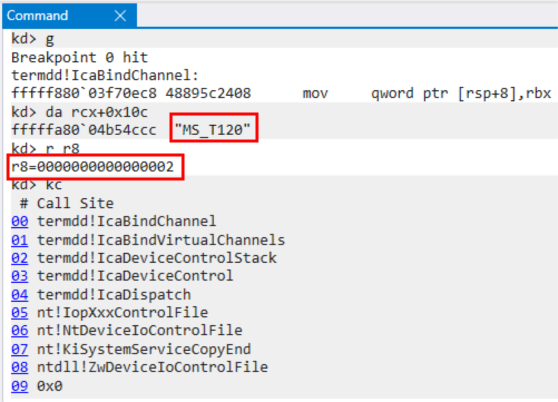 Command ×
kd> g
Breakpoint 0 hit
termdd!IcaBindChannel:
fffff880`03f70ec8 48895c2408 mov qword ptr [rsp+8],rbx
kd> da rcx+0x10c
fffffa80`04b54ccc "MS_T120"
kd> r r8
r8=0000000000000002
kd> kc
# Call Site
00 termdd!IcaBindChannel
01 termdd!IcaBindVirtualChannels
02 termdd!IcaDeviceControlStack
03 termdd!IcaDeviceControl
04 termdd!IcaDispatch
05 nt!IopXxxControlFile
06 nt!NtDeviceIoControlFile
07 nt!KiSystemServiceCopyEnd
08 ntdll!ZwDeviceIoControlFile
09 0x0